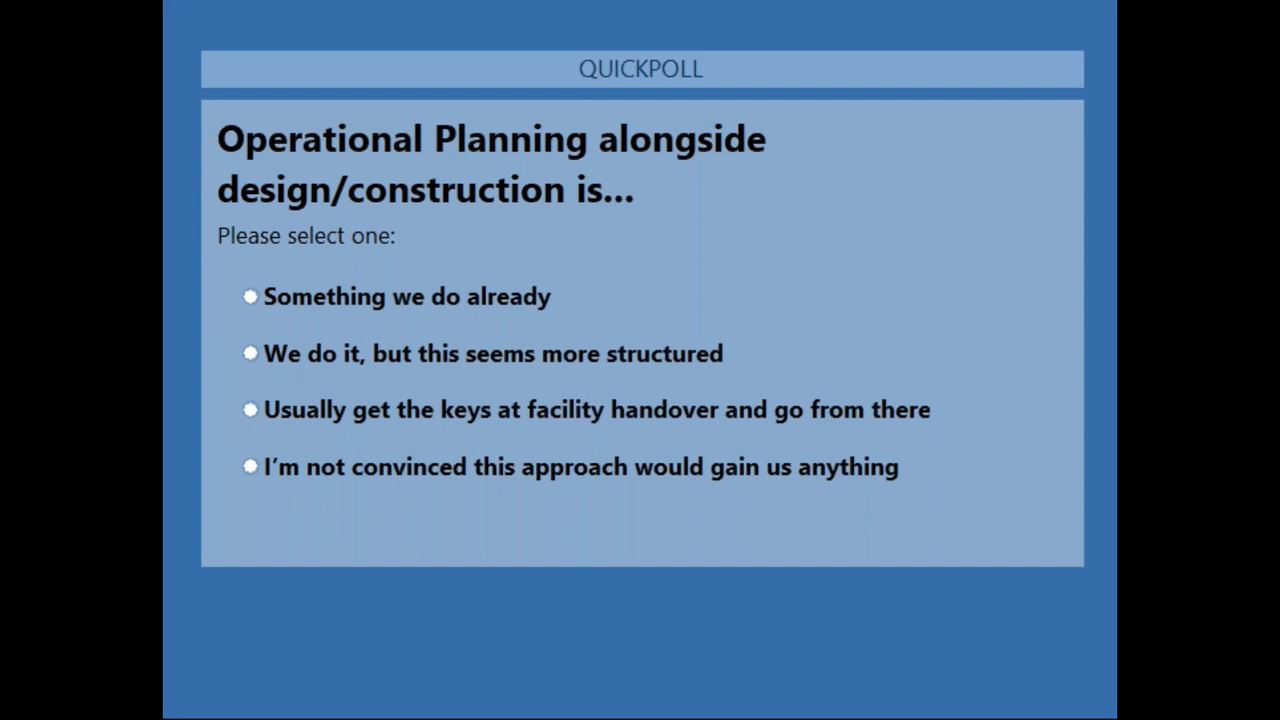 QUICKPOLL
Operational Planning alongside
design/construction is...
Please select one:
Something we do already
We do it, but this seems more structured
Usually get the keys at facility handover and go from there
I’m not convinced this approach would gain us anything